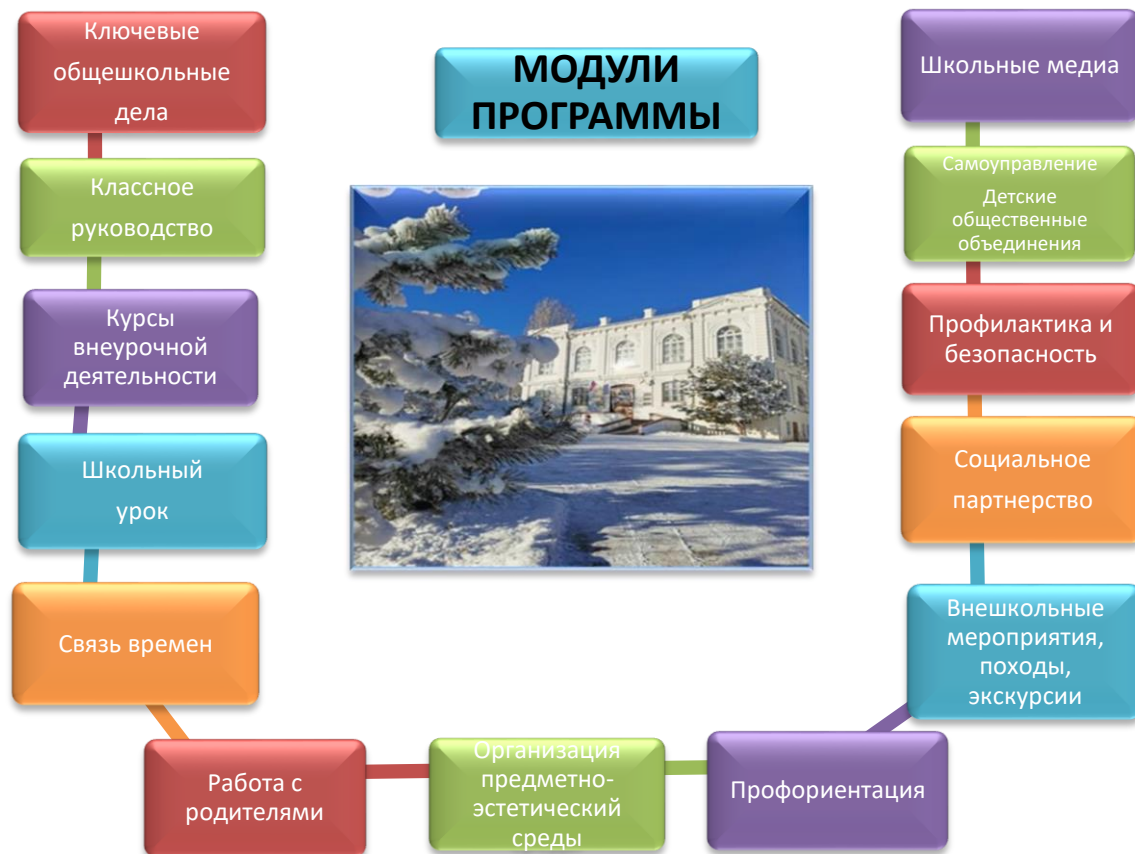 Ключевые
общешкольные
дела
Классное
руководство
Курсы
внеурочной
деятельности
Школьный
урок
Связь времен
Работа с
родителями
МОДУЛИ
ПРОГРАММЫ
Организация
предметно-
эстетический
среды
Профориентация
Школьные медиа
Самоуправление
Детские
общественные
объединения
Профилактика и
безопасность
Социальное
партнерство
Внешкольные
мероприятия,
походы,
экскурсии